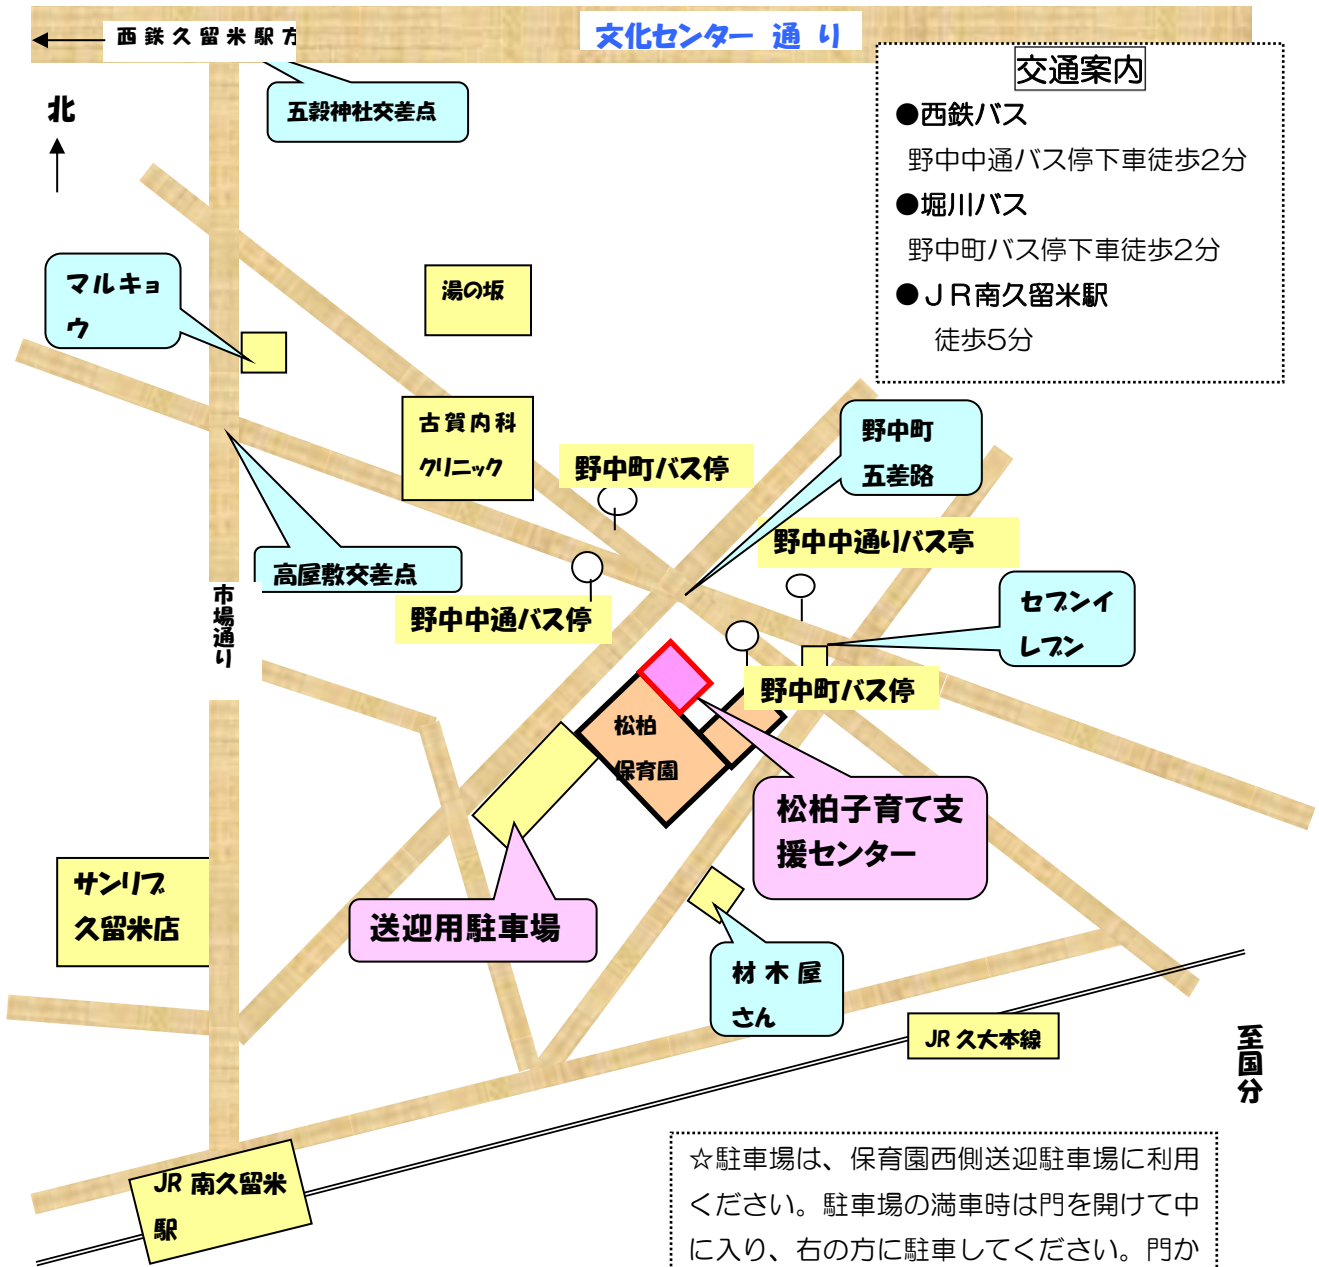 西鉄久留米駅方
文化センター 通り
交通案内
●西鉄バス
野中中通バス停下車徒歩2分
●堀川バス
野中町バス停下車徒歩2分
●ＪＲ南久留米駅
徒歩5分
北
五穀神社交差点
マルキョ
ウ
湯の坂
古賀内科
クリニック
野中町バス停
野中町
五差路
野中中通りバス亭
高屋敷交差点
市場通り
野中中通バス停
セブンイ
レブン
野中町バス停
松柏
保育園
松柏子育て支
援センター
サンリブ
久留米店
送迎用駐車場
材木屋
さん
JR 久大本線
至国分
JR 南久留米
駅
☆駐車場は、保育園西側送迎駐車場に利用
ください。駐車場の満車時は門を開けて中
に入り、右の方に駐車してください。門か